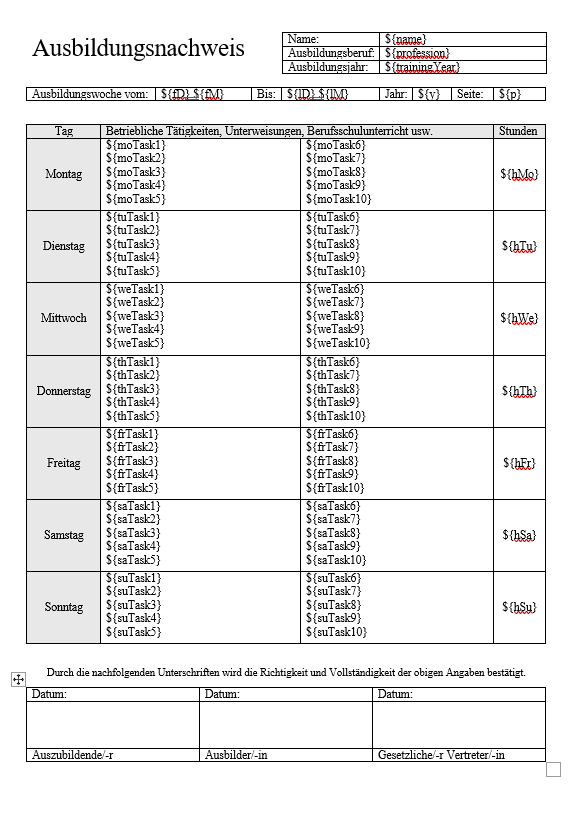 Ausbildungsnachweis
Name: ${name}
Ausbildungsberuf: ${profession}
Ausbildungsjahr: ${trainingYear}
Ausbildungswoche vom: ${fD}.${fM} Bis: ${lD}.${lM} Jahr: ${y} Seite: ${p}
Tag Betriebliche Tätigkeiten, Unterweisungen, Berufsschulunterricht usw. Stunden
${moTask1} ${moTask6}
${moTask2} ${moTask7}
Montag ${moTask3} ${moTask8} ${hMo}
${moTask4} ${moTask9}
${moTask5} ${moTask10}
${tuTask1} ${tuTask6}
${tuTask2} ${tuTask7}
Dienstag ${tuTask3} ${tuTask8} ${hTu}
${tuTask4} ${tuTask9}
${tuTask5} ${tuTask10}
${weTask1} ${weTask6}
${weTask2} ${weTask7}
Mittwoch ${weTask3} ${weTask8} ${hWe}
${weTask4} ${weTask9}
${weTask5} ${weTask10}
${thTask1} ${thTask6}
${thTask2} ${thTask7}
Donnerstag ${thTask3} ${thTask8} ${hTh}
${thTask4} ${thTask9}
${thTask5} ${thTask10}
${frTask1} ${frTask6}
${frTask2} ${frTask7}
Freitag ${frTask3} ${frTask8} ${hFr}
${frTask4} ${frTask9}
${frTask5} ${frTask10}
${saTask1} ${saTask6}
${saTask2} ${saTask7}
Samstag ${saTask3} ${saTask8} ${hSa}
${saTask4} ${saTask9}
${saTask5} ${saTask10}
${suTask1} ${suTask6}
${suTask2} ${suTask7}
Sonntag ${suTask3} ${suTask8} ${hSu}
${suTask4} ${suTask9}
${suTask5} ${suTask10}
Durch die nachfolgenden Unterschriften wird die Richtigkeit und Vollständigkeit der obigen Angaben bestätigt.
Datum: Datum: Datum:
Auszubildende/-r Ausbilder/-in Gesetzliche/-r Vertreter/-in